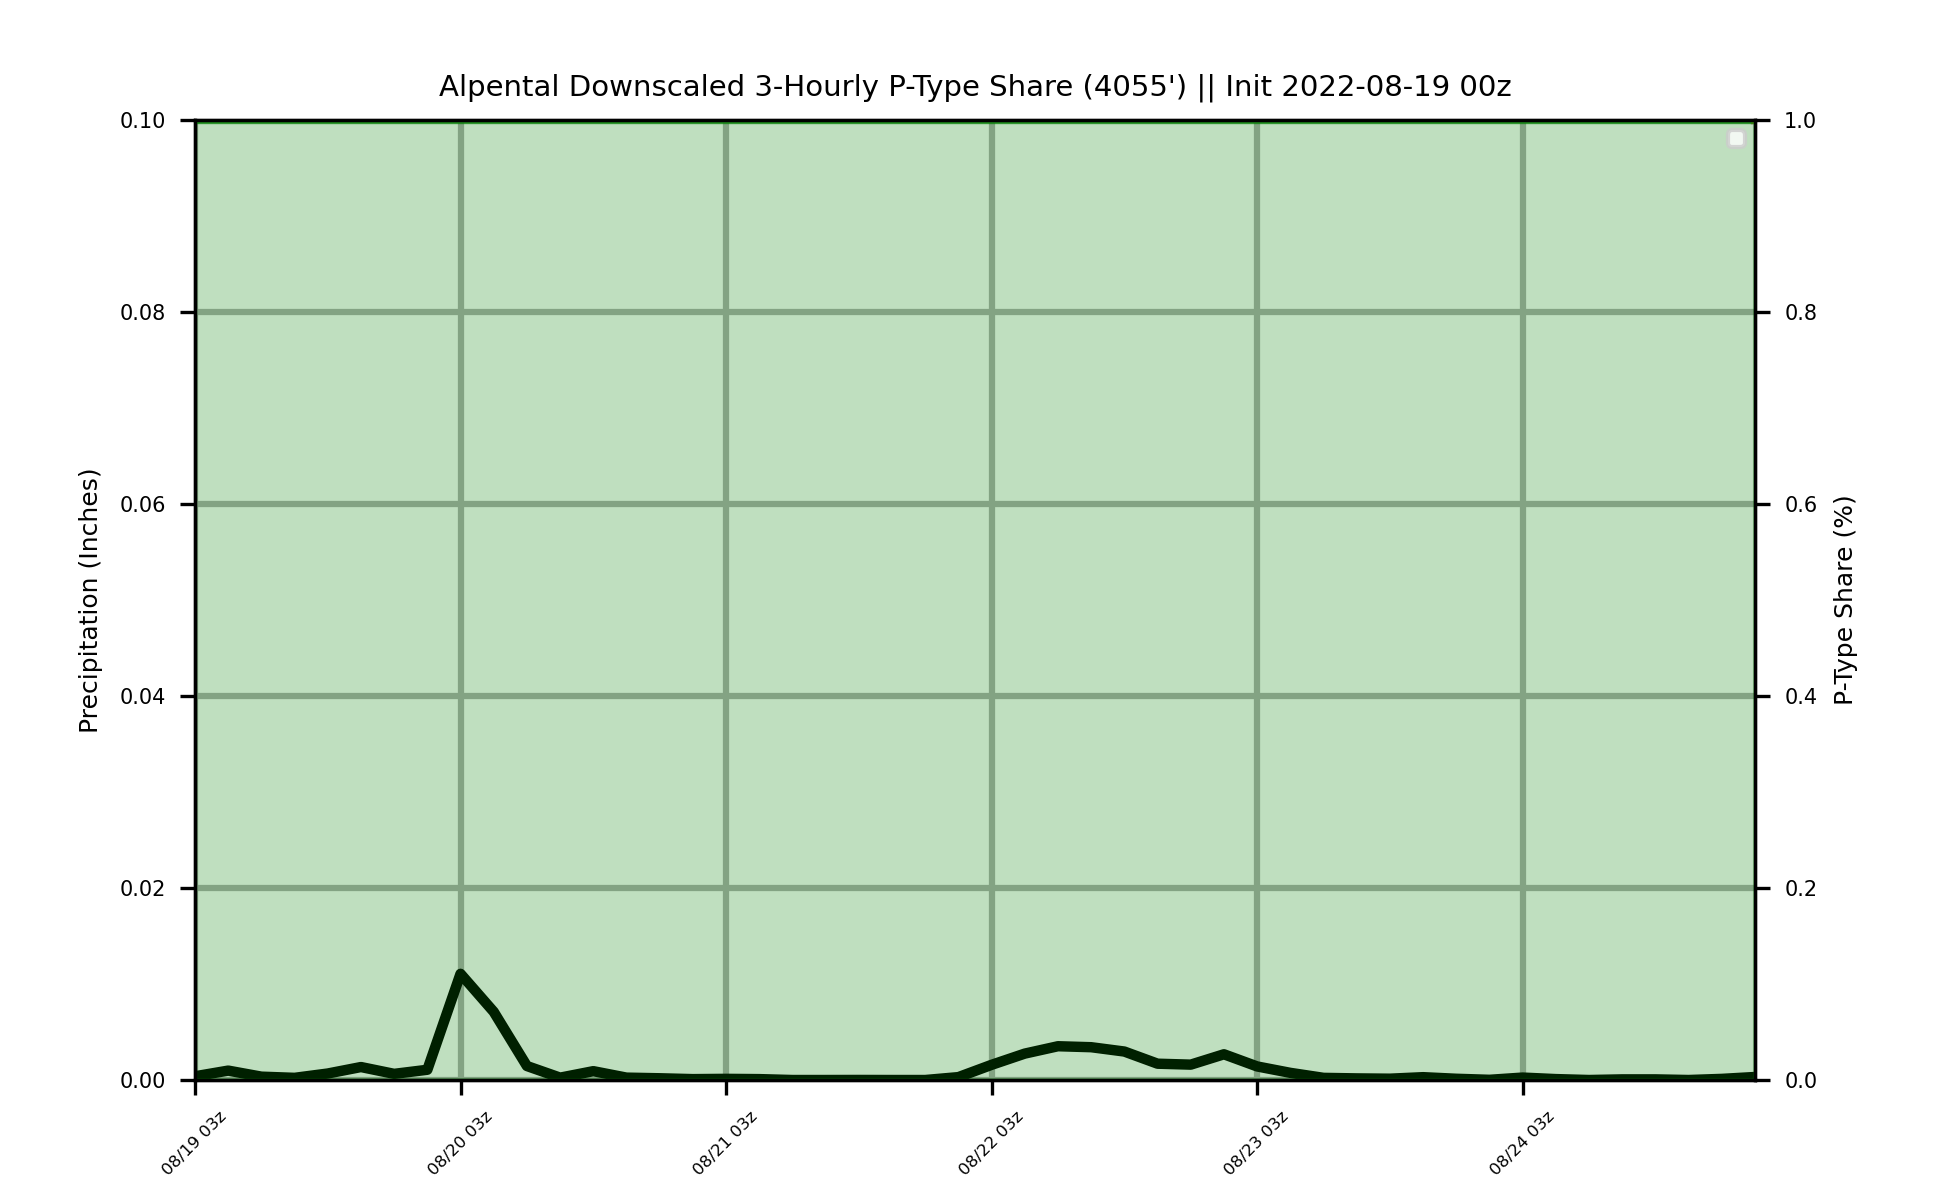 Alpental Downscaled 3-Hourly P-Type Share (4055') || Init 2022-08-19 00z
0.10
0.08
0.06
0.04
0.02
0.00
Precipitation (Inches)
1.0
0.8
0.6
0.4
0.2
0.0
P-Type Share (%)
08/19 03z
08/20 03z
08/21 03z
08/22 03z
08/23 03z
08/24 03z